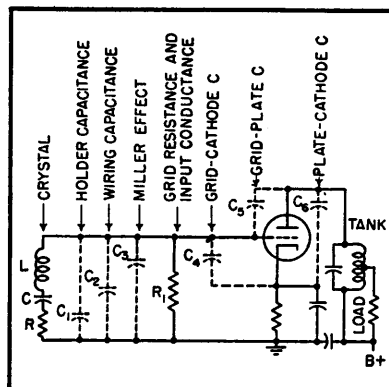 CRYSTAL
HOLDER CAPACITANCE
WIRING CAPACITANCE
MILLER EFFECT
GRID RESISTANCE AND
INPUT CONDUCTANCE
GRID-CATHODE C
GRID-PLATE C
PLATE-CATHODE C
C5
C6
TANK
L
C
R
C1
C2
C3
R1
C4
LOAD
B+